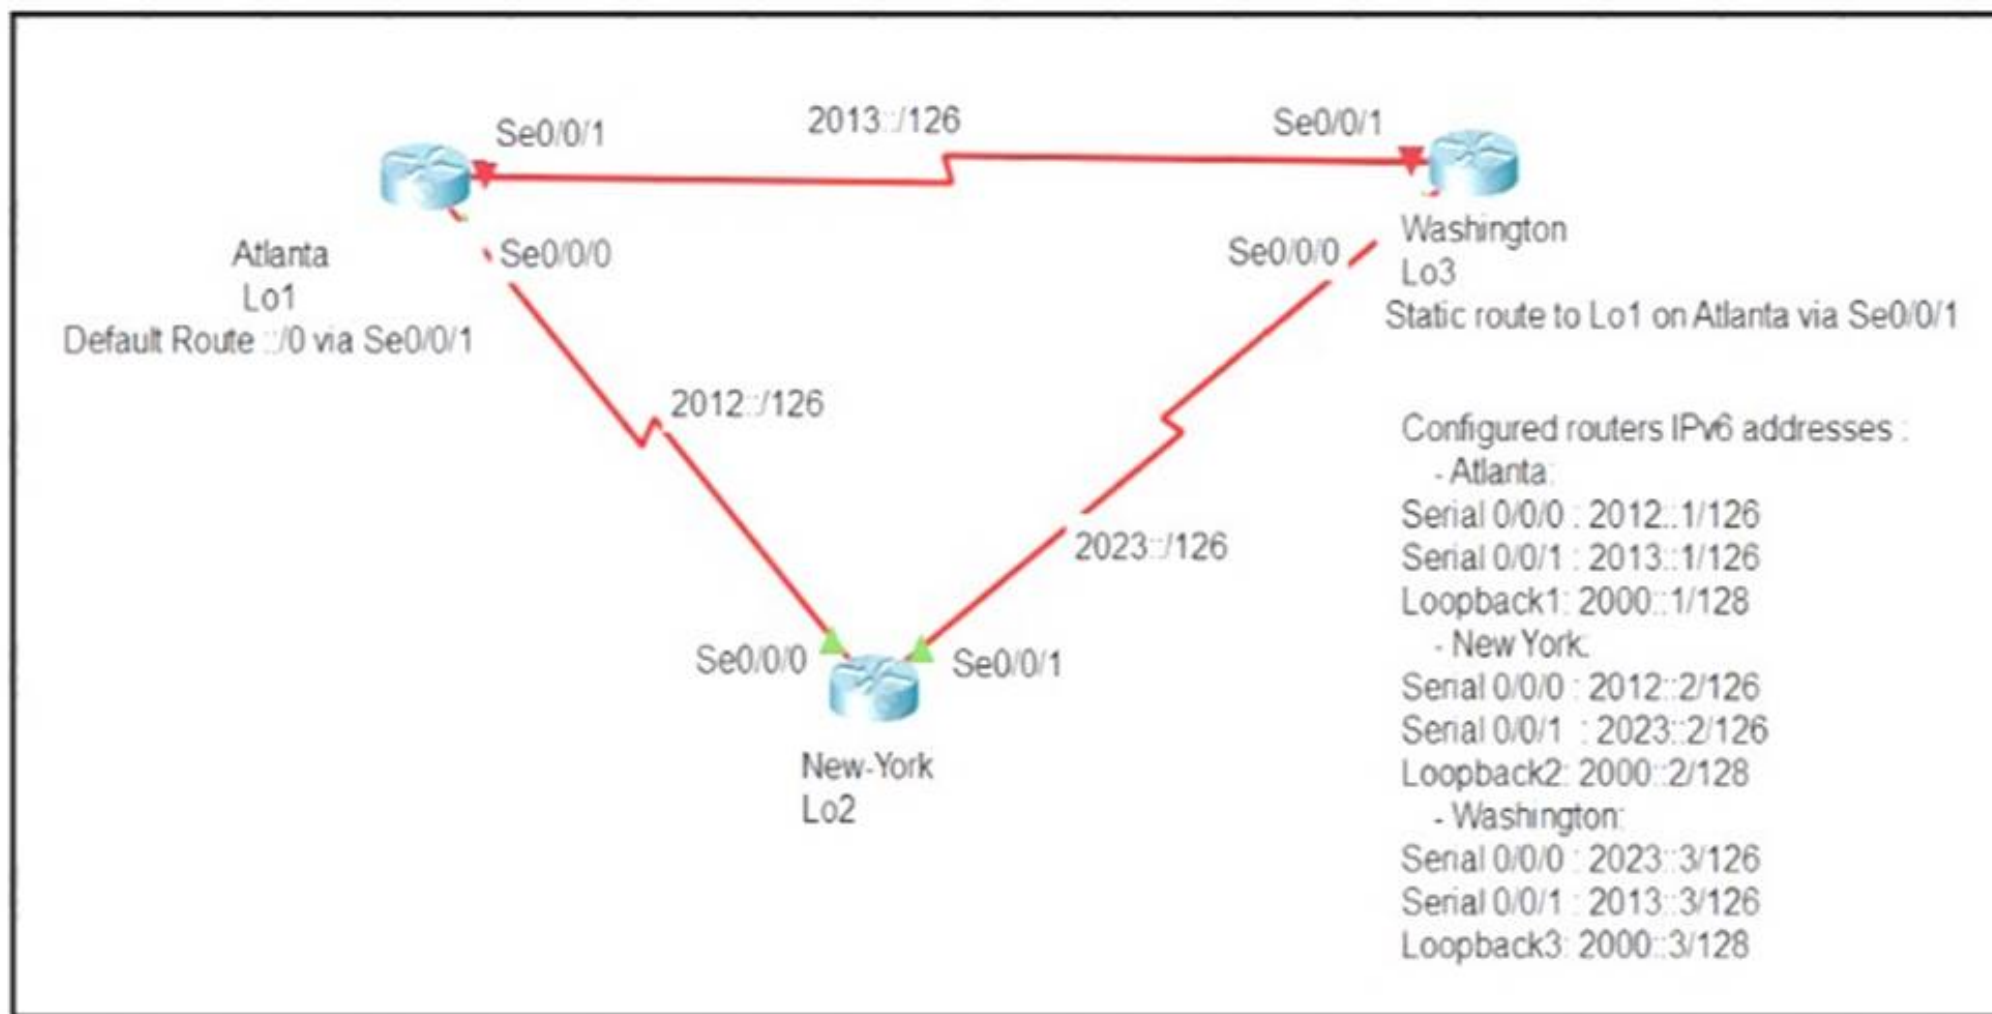 Se0/0/1
2013::/126
Se0/0/1
Atlanta
Lo1
Default Route ::/0 via Se0/0/1
Se0/0/0
Se0/0/0
Washington
Lo3
Static route to Lo1 on Atlanta via Se0/0/1
2012::/126
2023::/126
Se0/0/0
Se0/0/1
New-York
Lo2
Configured routers IPv6 addresses :
- Atlanta:
Serial 0/0/0 : 2012::1/126
Serial 0/0/1 : 2013::1/126
Loopback1: 2000::1/128
- New York:
Serial 0/0/0 : 2012::2/126
Serial 0/0/1 : 2023::2/126
Loopback2: 2000::2/128
- Washington:
Serial 0/0/0 : 2023::3/126
Serial 0/0/1 : 2013::3/126
Loopback3: 2000::3/128